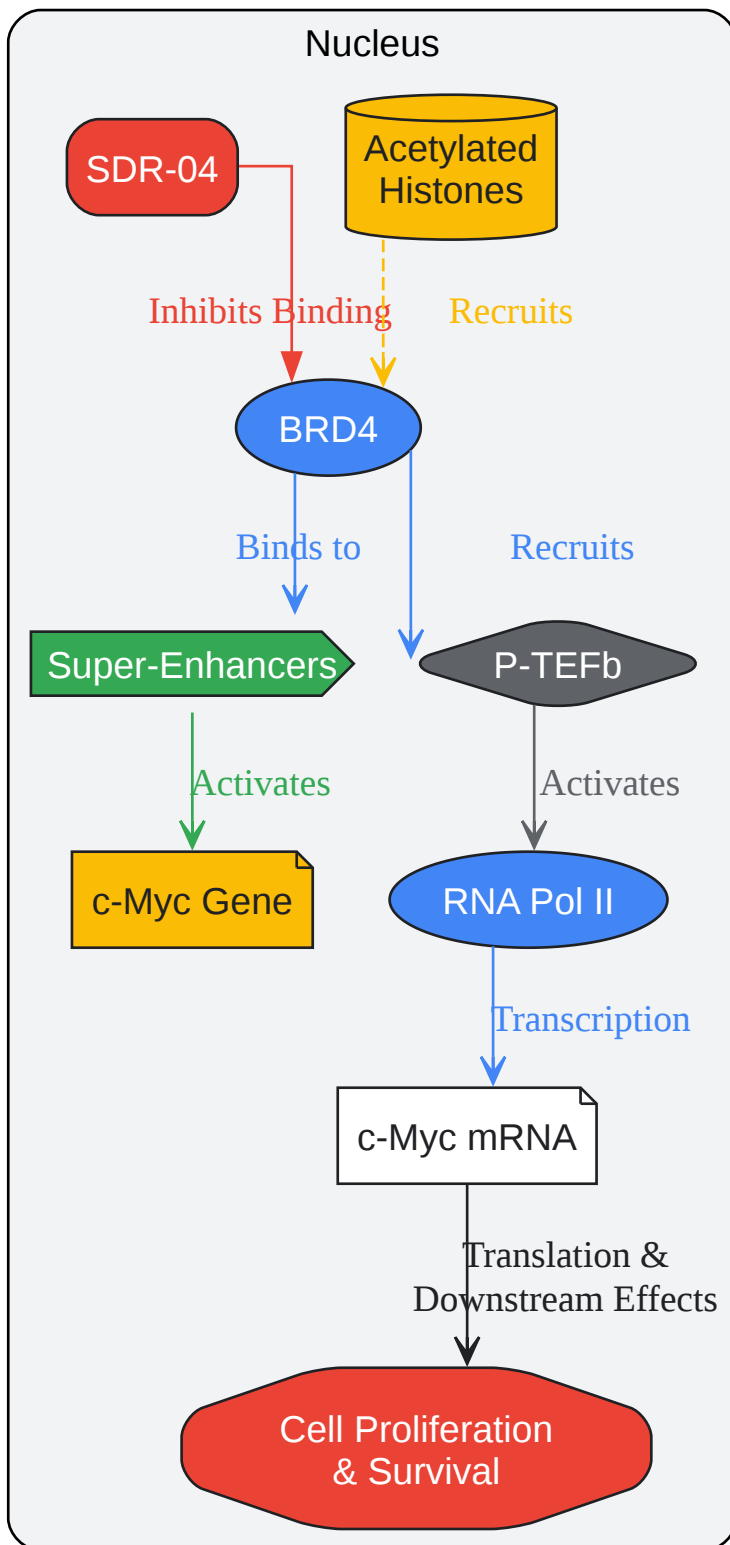 Nucleus
SDR-04
Acetylated
Histones
Inhibits Binding
Recruits
BRD4
Binds to
Recruits
Super-Enhancers
P-TEFb
Activates
Activates
c-Myc Gene
RNA Pol II
Transcription
c-Myc mRNA
Translation &
Downstream Effects
Cell Proliferation
& Survival